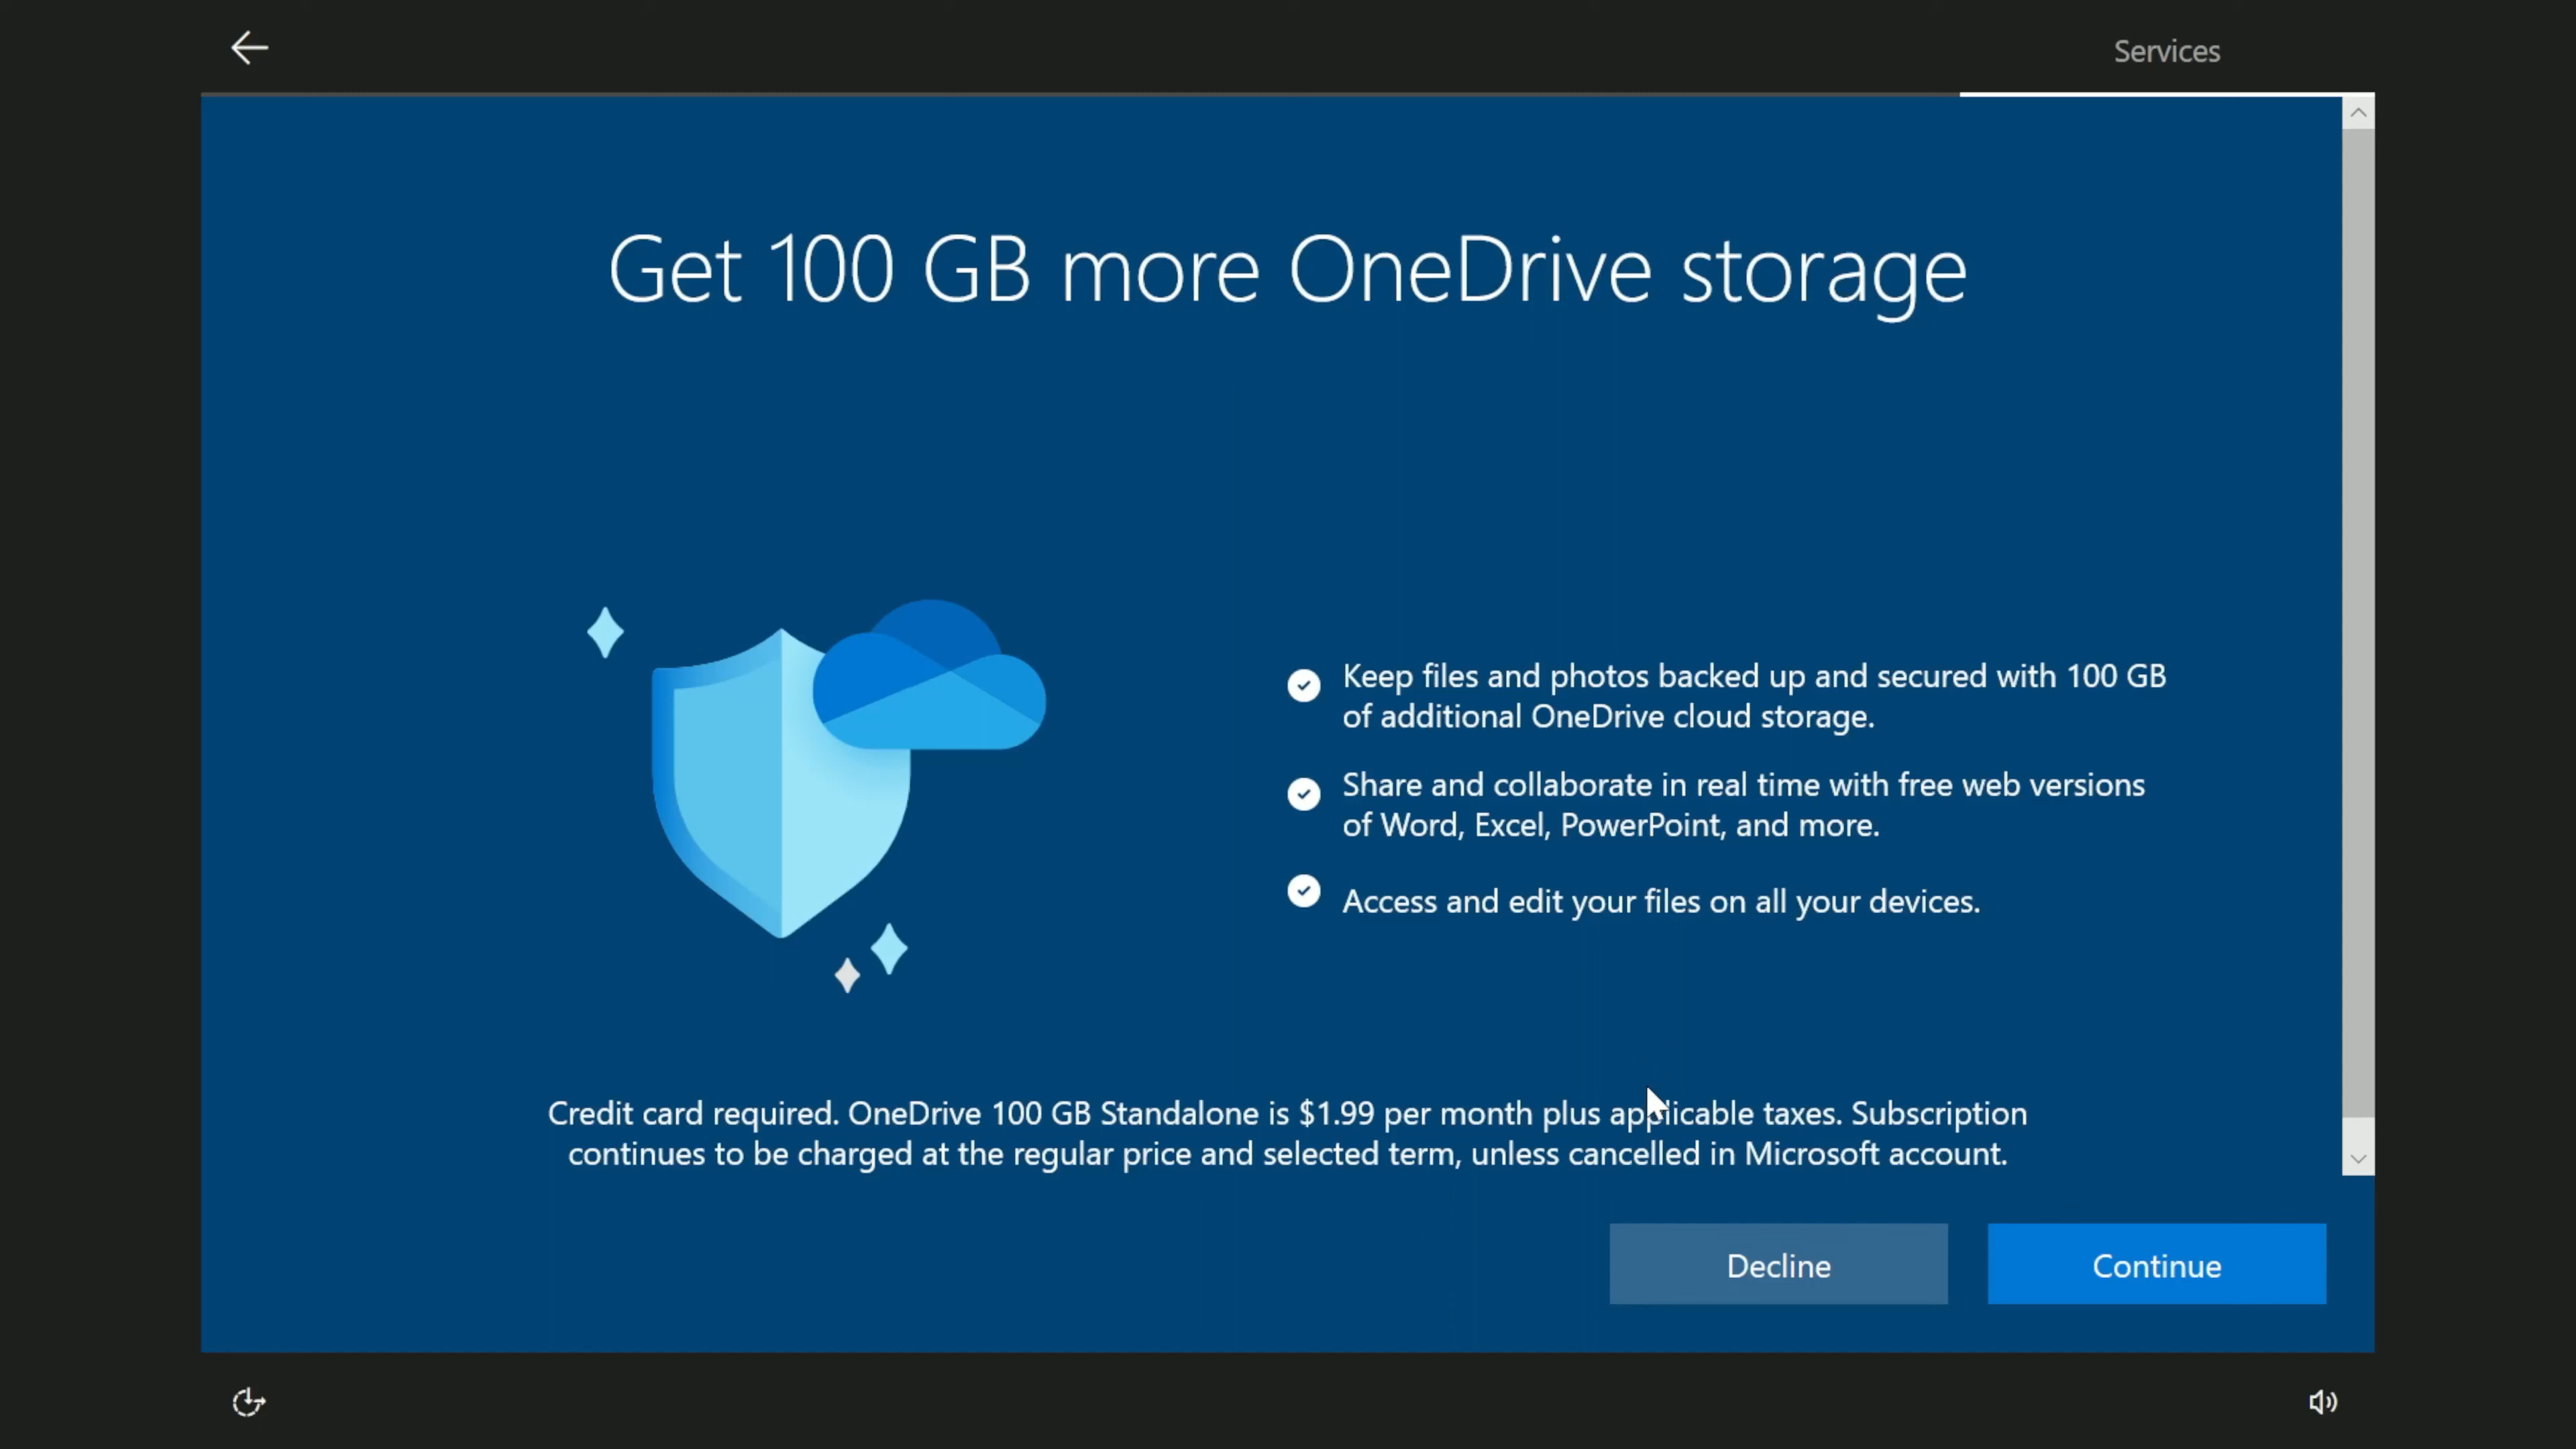 Services
Get 100 GB more OneDrive storage
Keep files and photos backed up and secured with 100 GB
of additional OneDrive cloud storage.
Share and collaborate in real time with free web versions
of Word, Excel, PowerPoint, and more.
Access and edit your files on all your devices.
Credit card required. OneDrive 100 GB Standalone is $1.99 per month plus applicable taxes. Subscription
continues to be charged at the regular price and selected term, unless cancelled in Microsoft account.
Decline
Continue